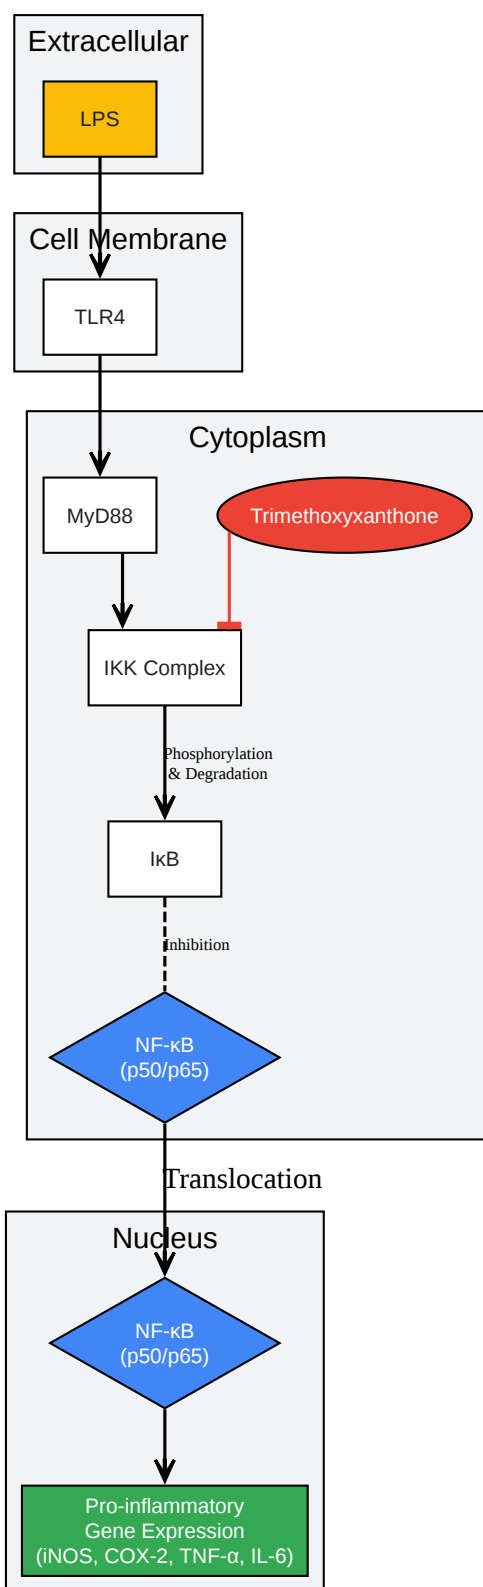 Extracellular
LPS
Cell Membrane
TLR4
Cytoplasm
MyD88
Trimethoxyxanthone
IKK Complex
Phosphorylation
& Degradation
IκB
Inhibition
NF-κB
(p50/p65)
Translocation
Nucleus
NF-κB
(p50/p65)
Pro-inflammatory
Gene Expression
(iNOS, COX-2, TNF-α, IL-6)